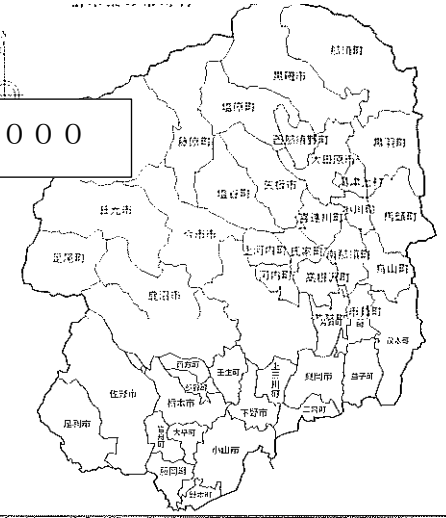 那須町
黒磯市
塩原町
０００
藤原町
西那須野町
黒羽町
大田原市
湯津上村
塩谷町
矢板市
日光市
喜連川町
小川町
馬頭町
今市市
足尾町
上河内町
氏家町
南那須町
河内町
高根沢町
烏山町
鹿沼市
芳賀町
市貝町
茂木町
西方町
壬生町
上三川町
真岡市
益子町
都賀町
佐野市
栃木市
下野市
二宮町
足利市
岩舟町
大平町
小山市
藤岡町
野木町